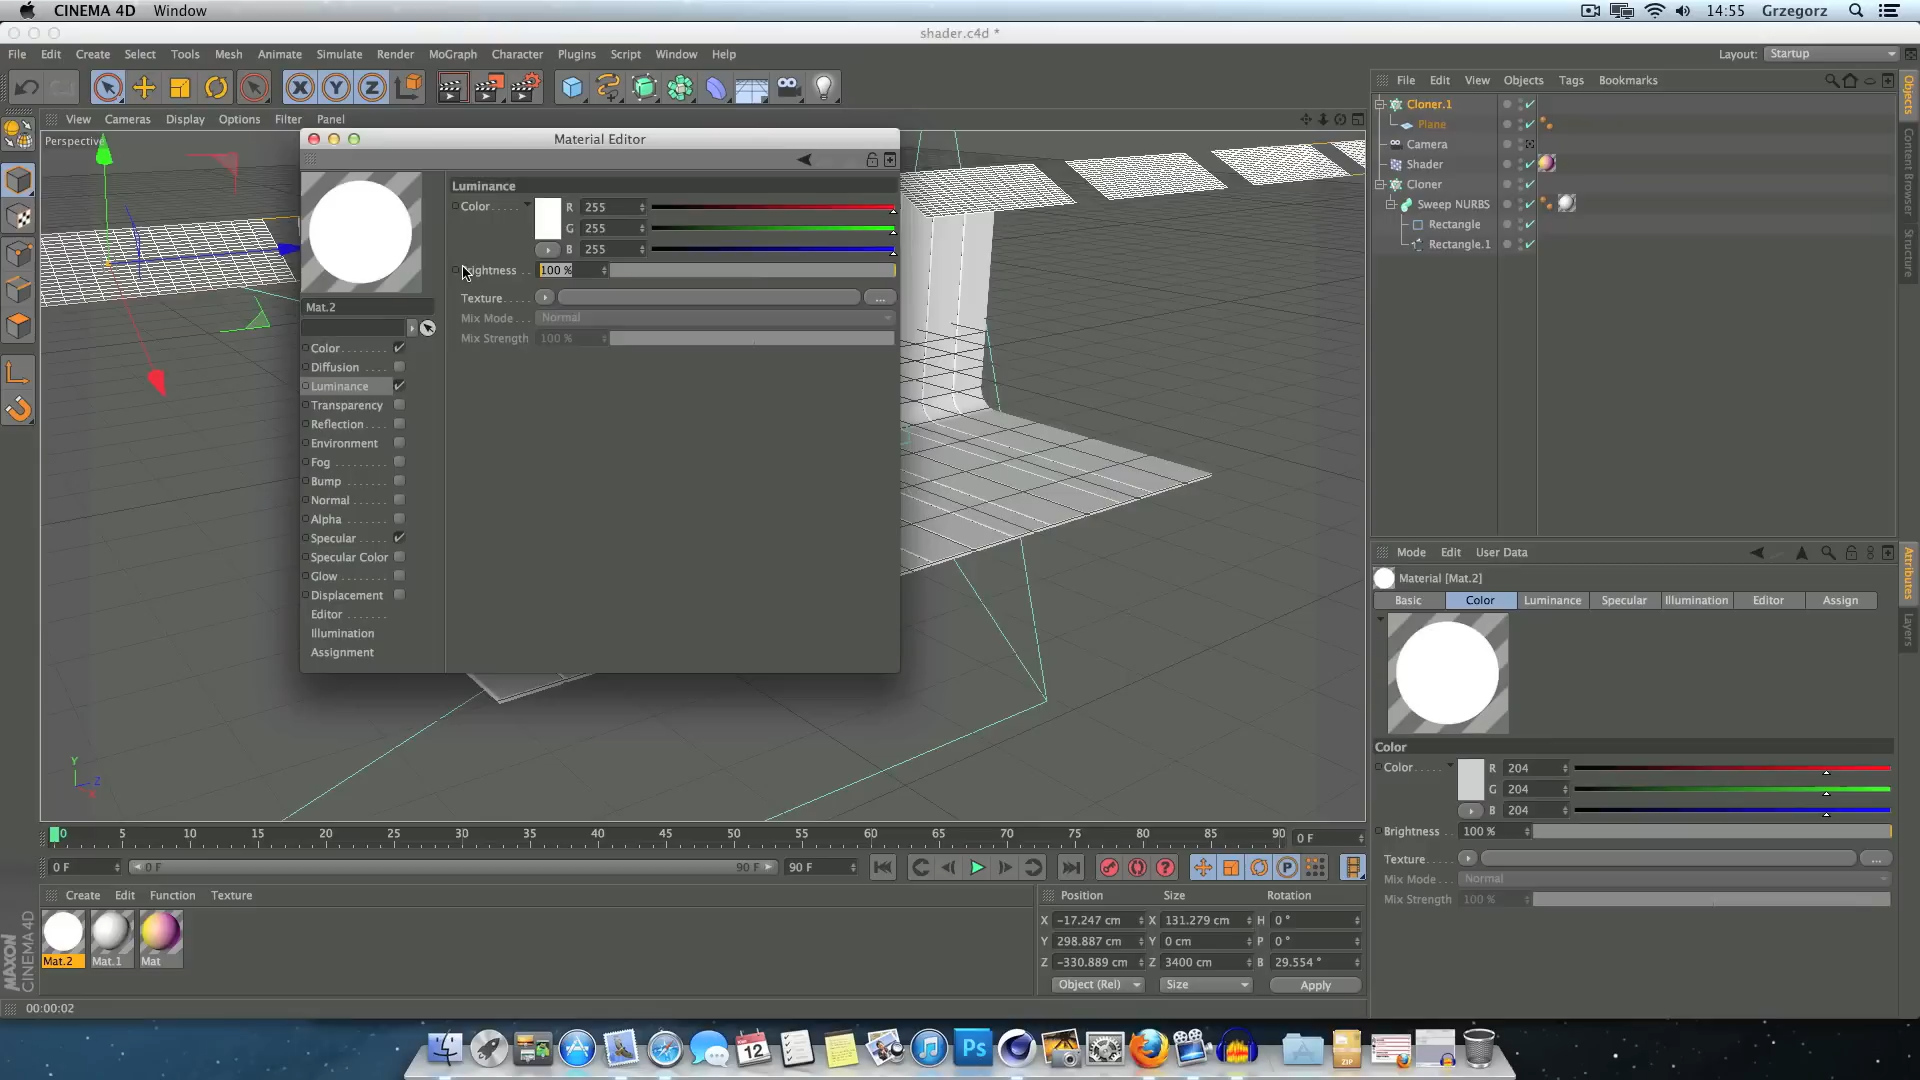 CINEMA 4D Window 14:55 Grzegorz
shader.c4d *
File Edit Create Select Tools Mesh Animate Simulate Render MoGraph Character Plugins Script Window Help Layout: Startup
File Edit View Objects Tags Bookmarks
View Cameras Display Options Filter Panel
Perspective
Material Editor
Luminance
Color..... R 255
G 255
B 255
Brightness .. 100 %
Texture.....
Mix Mode ... Normal
Mix Strength 100 %
Mat.2
Color
Diffusion
Luminance
Transparency
Reflection
Environment
Fog
Bump
Normal
Alpha
Specular
Specular Color
Glow
Displacement
Editor
Illumination
Assignment
Cloner.1
Plane
Camera
Shader
Cloner
Sweep NURBS
Rectangle
Rectangle.1
Objects
Content Browser
Structure
Mode Edit User Data
Material [Mat.2]
Basic Color Luminance Specular Illumination Editor Assign
Attributes
Layers
Color
Color..... R 204
G 204
B 204
Brightness .. 100 %
Texture.....
Mix Mode ... Normal
Mix Strength 100 %
Y
Z
X
0 5 10 15 20 25 30 35 40 45 50 55 60 65 70 75 80 85 90 0 F
0 F 0 F 90 F 90 F
Create Edit Function Texture
Mat.2 Mat.1 Mat
MAXON
CINEMA 4D
Position Size Rotation
X -17.247 cm X 131.279 cm H 0 °
Y 298.887 cm Y 0 cm P 0 °
Z -330.889 cm Z 3400 cm B 29.554 °
Object (Rel) Size Apply
00:00:02
12
Ps
ZIP